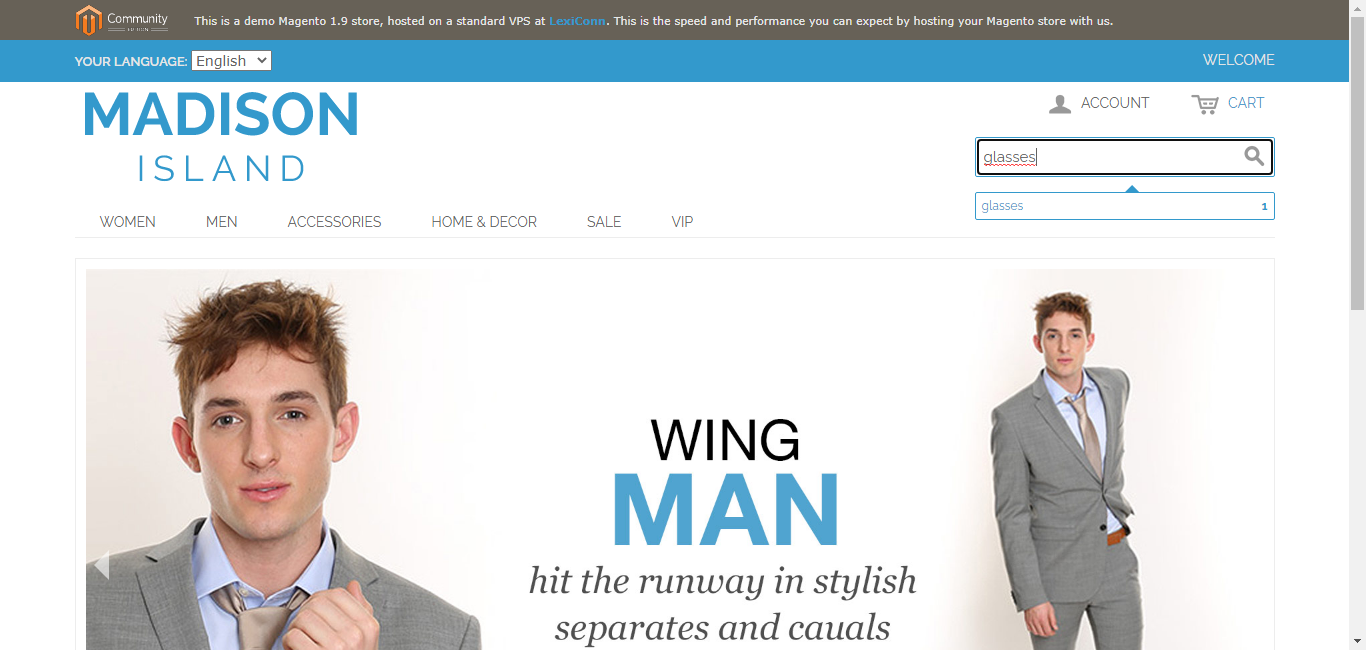 Community
This is a demo Magento 1.9 store, hosted on a standard VPS at LexiConn. This is the speed and performance you can expect by hosting your Magento store with us.
YOUR LANGUAGE: English
WELCOME
MADISON
ISLAND
ACCOUNT
CART
glasses
glasses 1
WOMEN MEN ACCESSORIES HOME & DECOR SALE VIP
WING
MAN
hit the runway in stylish
separates and cauals